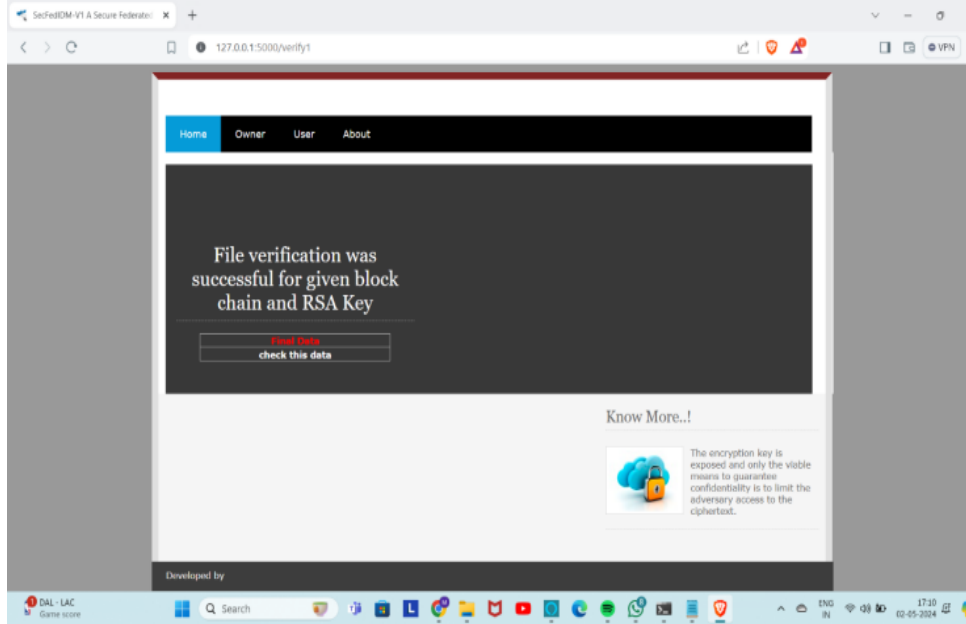 SecFedIDM-V1 A Secure Federated
127.0.0.1:5000/verify1
VPN
Home Owner User About
File verification was
successful for given block
chain and RSA Key
Final Data
check this data
Know More..!
The encryption key is
exposed and only the viable
means to guarantee
confidentiality is to limit the
adversary access to the
ciphertext.
Developed by
DAL - LAC
Game score
Search
ENG
IN
17:10
02-05-2024